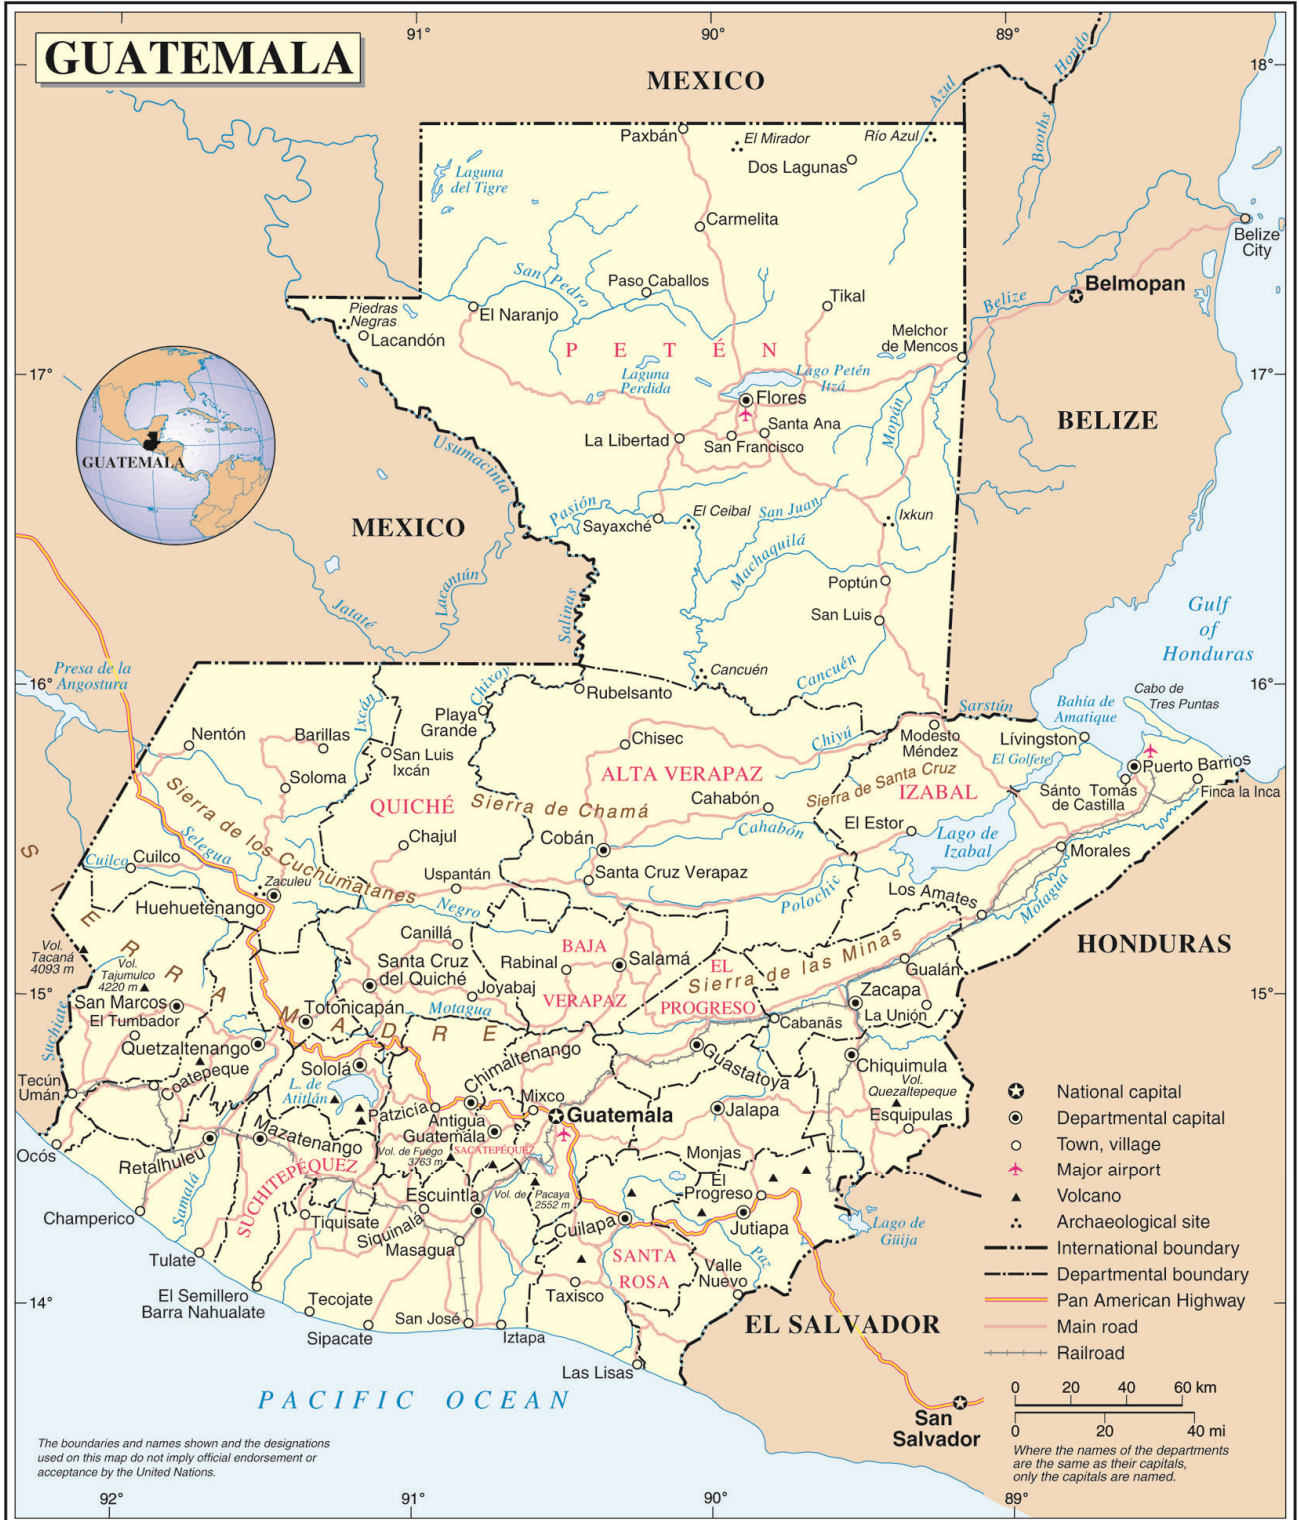 91°
90°
89°
GUATEMALA
MEXICO
18°
Hondo
Azul
Booths
Paxbán
El Mirador
Río Azul
Dos Lagunas
Laguna
del Tigre
Carmelita
Belize
City
San Pedro
Paso Caballos
Tikal
Belmopan
Belize
Piedras
Negras
El Naranjo
Lacandón
Melchor
de Mencos
PETÉN
Laguna
Perdida
Lago Petén
Itzá
17°
17°
Flores
BELIZE
Mopán
Santa Ana
La Libertad
San Francisco
GUATEMALA
Usumacinta
MEXICO
Pasión
Sayaxché
El Ceibal
San Juan
Ixkun
Machaquilá
Lacantún
Jataté
Salinas
Poptún
San Luis
Gulf
of
Honduras
Presa de la
Angostura
16°
16°
Cancuén
Cancuén
Chixoy
Rubelsanto
Ixcán
Playa
Grande
Sarstún
Bahía de
Amatique
Cabo de
Tres Puntas
Nentón
Barillas
San Luis
Ixcán
Chisec
Chiyú
Modesto
Méndez
Lívingston
El Golfete
Puerto Barrios
Soloma
ALTA VERAPAZ
Sierra de Santa Cruz
IZABAL
Sánto Tomás
de Castilla
Finca la Inca
QUICHÉ
Sierra de Chamá
Cahabón
Cahabón
El Estor
Lago de
Izabal
Sierra de los Cuchumatanes
Selegua
Chajul
Cobán
Morales
Cuilco
Cuilco
Zaculeu
Uspantán
Santa Cruz Verapaz
Polochic
Los Amates
Motagua
Huehuetenango
Negro
SIERRA MADRE
Canillá
BAJA
VERAPAZ
Rabinal
Salamá
EL
PROGRESO
Sierra de las Minas
HONDURAS
Vol.
Tacaná
4093 m
Vol.
Tajumulco
4220 m
Santa Cruz
del Quiché
Joyabaj
Gualán
15°
15°
San Marcos
El Tumbador
Totonicapán
Motagua
Zacapa
La Unión
Cabanãs
Suchiate
Quetzaltenango
Chimaltenango
Guastatoya
Chiquimula
Vol.
Quezaltepeque
Tecún
Umán
Coatepeque
Sololá
L. de
Atitlán
Patzicía
Mixco
Guatemala
Jalapa
Esquipulas
Antigua
Guatemala
Ocós
Retalhuleu
Mazatenango
Vol. de Fuego
3763 m
SACATEPÉQUEZ
Monjas
SUCHITEPÉQUEZ
Samalá
Escuintla
Vol. de Pacaya
2552 m
El
Progreso
Champerico
Tiquisate
Siquinalá
Cuilapa
Jutiapa
Lago de
Güija
Masagua
Tulate
SANTA
ROSA
Paz
Valle
Nuevo
El Semillero
Barra Nahualate
Taxisco
14°
Tecojate
Sipacate
San José
Iztapa
EL SALVADOR
Las Lisas
PACIFIC OCEAN
San
Salvador
National capital
Departmental capital
Town, village
Major airport
Volcano
Archaeological site
International boundary
Departmental boundary
Pan American Highway
Main road
Railroad
0 20 40 60 km
0 20 40 mi
Where the names of the departments
are the same as their capitals,
only the capitals are named.
The boundaries and names shown and the designations
used on this map do not imply official endorsement or
acceptance by the United Nations.
92°
91°
90°
89°